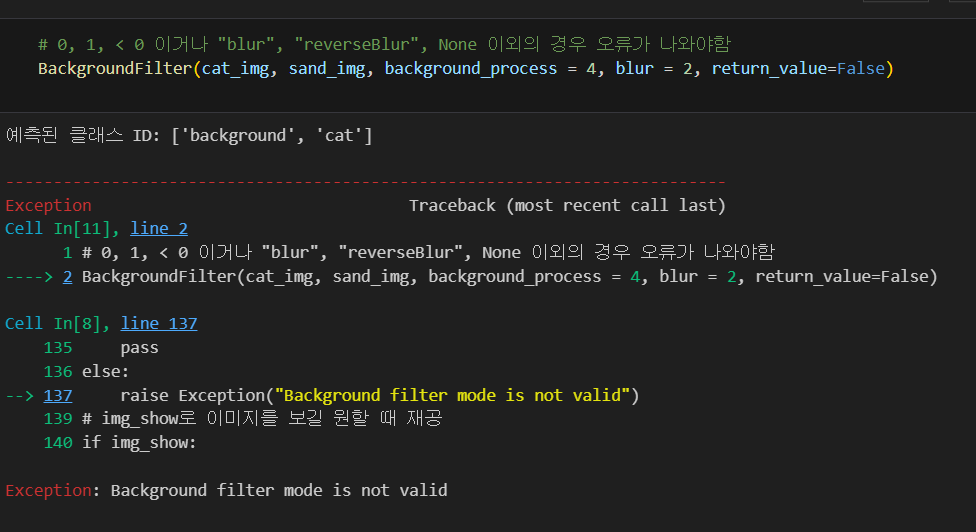 # 0, 1, < 0 이거나 "blur", "reverseBlur", None 이외의 경우 오류가 나와야함
BackgroundFilter(cat_img, sand_img, background_process = 4, blur = 2, return_value=False)
예측된 클래스 ID: ['background', 'cat']
---------------------------------------------------------------------------
Exception                                 Traceback (most recent call last)
Cell In[11], line 2
      1 # 0, 1, < 0 이거나 "blur", "reverseBlur", None 이외의 경우 오류가 나와야함
----> 2 BackgroundFilter(cat_img, sand_img, background_process = 4, blur = 2, return_value=False)
Cell In[8], line 137
    135     pass
    136 else:
--> 137     raise Exception("Background filter mode is not valid")
    139 # img_show로 이미지를 보길 원할 때 재공
    140 if img_show:
Exception: Background filter mode is not valid